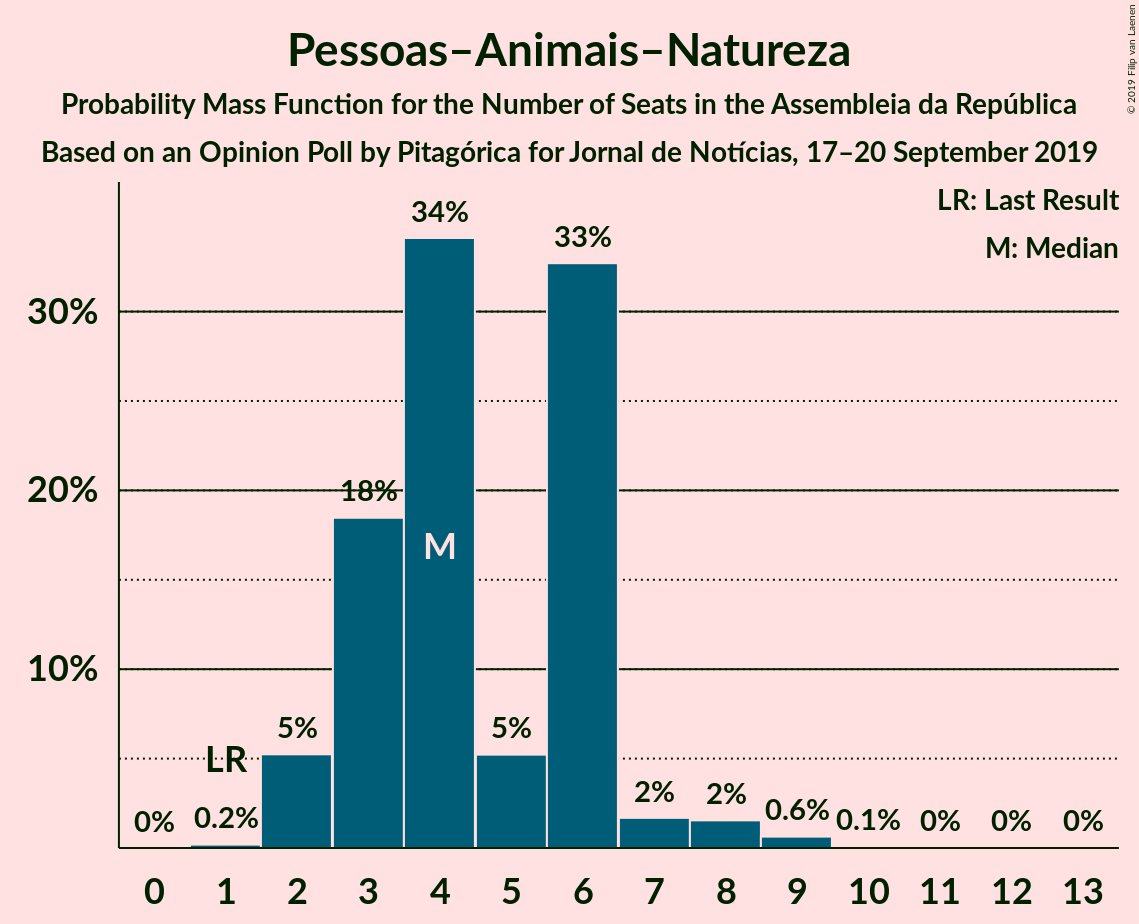 Pessoas–Animais–Natureza
Probability Mass Function for the Number of Seats in the Assembleia da República
Based on an Opinion Poll by Pitagórica for Jornal de Notícias, 17–20 September 2019
© 2019 Filip van Laenen
LR: Last Result
M: Median
34%
33%
30%
18%
20%
M
10%
5%
5%
LR
2%
2%
0%
0.2%
0.6%
0.1%
0%
0%
0%
0 1 2 3 4 5 6 7 8 9 10 11 12 13